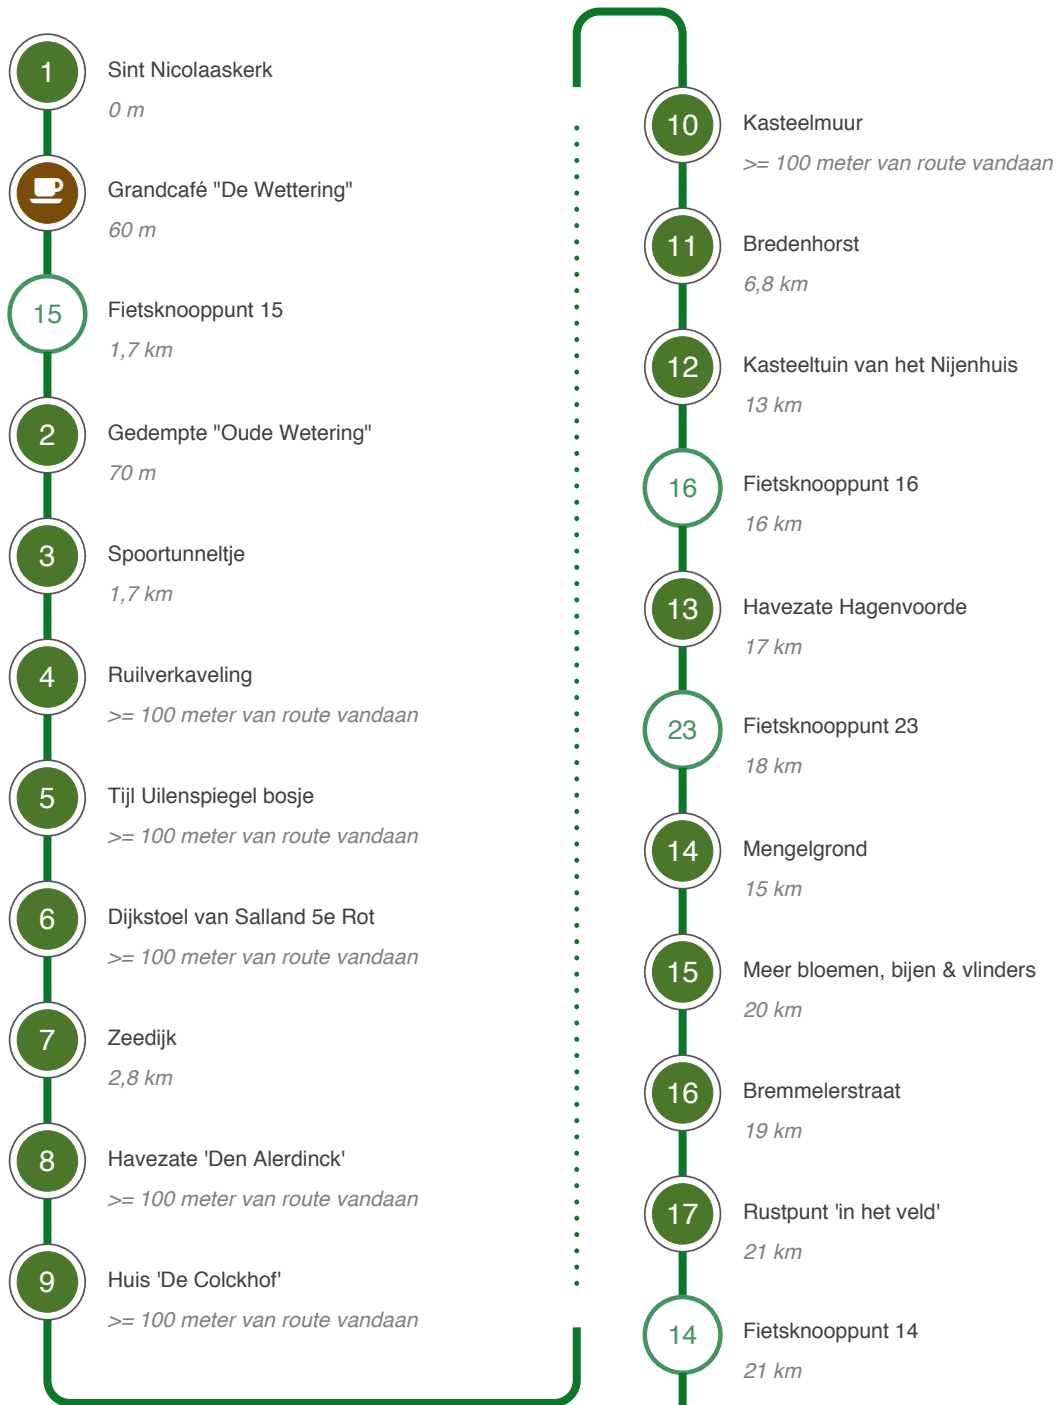 1
Sint Nicolaaskerk
0 m
Grandcafé "De Wettering"
60 m
15
Fietsknooppunt 15
1,7 km
2
Gedempte "Oude Wetering"
70 m
3
Spoortunneltje
1,7 km
4
Ruilverkaveling
>= 100 meter van route vandaan
5
Tijl Uilenspiegel bosje
>= 100 meter van route vandaan
6
Dijkstoel van Salland 5e Rot
>= 100 meter van route vandaan
7
Zeedijk
2,8 km
8
Havezate 'Den Alerdinck'
>= 100 meter van route vandaan
9
Huis 'De Colckhof'
>= 100 meter van route vandaan
10
Kasteelmuur
>= 100 meter van route vandaan
11
Bredenhorst
6,8 km
12
Kasteeltuin van het Nijenhuis
13 km
16
Fietsknooppunt 16
16 km
13
Havezate Hagenvoorde
17 km
23
Fietsknooppunt 23
18 km
14
Mengelgrond
15 km
15
Meer bloemen, bijen & vlinders
20 km
16
Bremmelerstraat
19 km
17
Rustpunt 'in het veld'
21 km
14
Fietsknooppunt 14
21 km